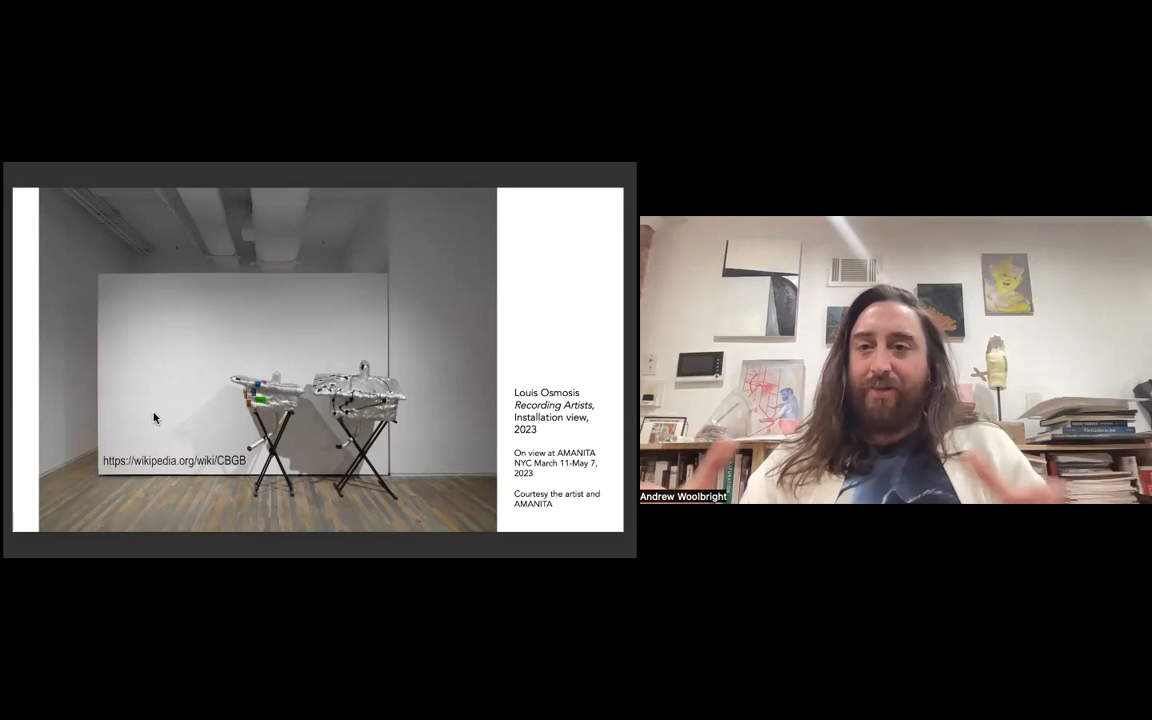 https://wikipedia.org/wiki/CBGB
Louis Osmosis
Recording Artists,
Installation view,
2023
On view at AMANITA
NYC March 11-May 7,
2023
Courtesy the artist and
AMANITA
Andrew Woolbright